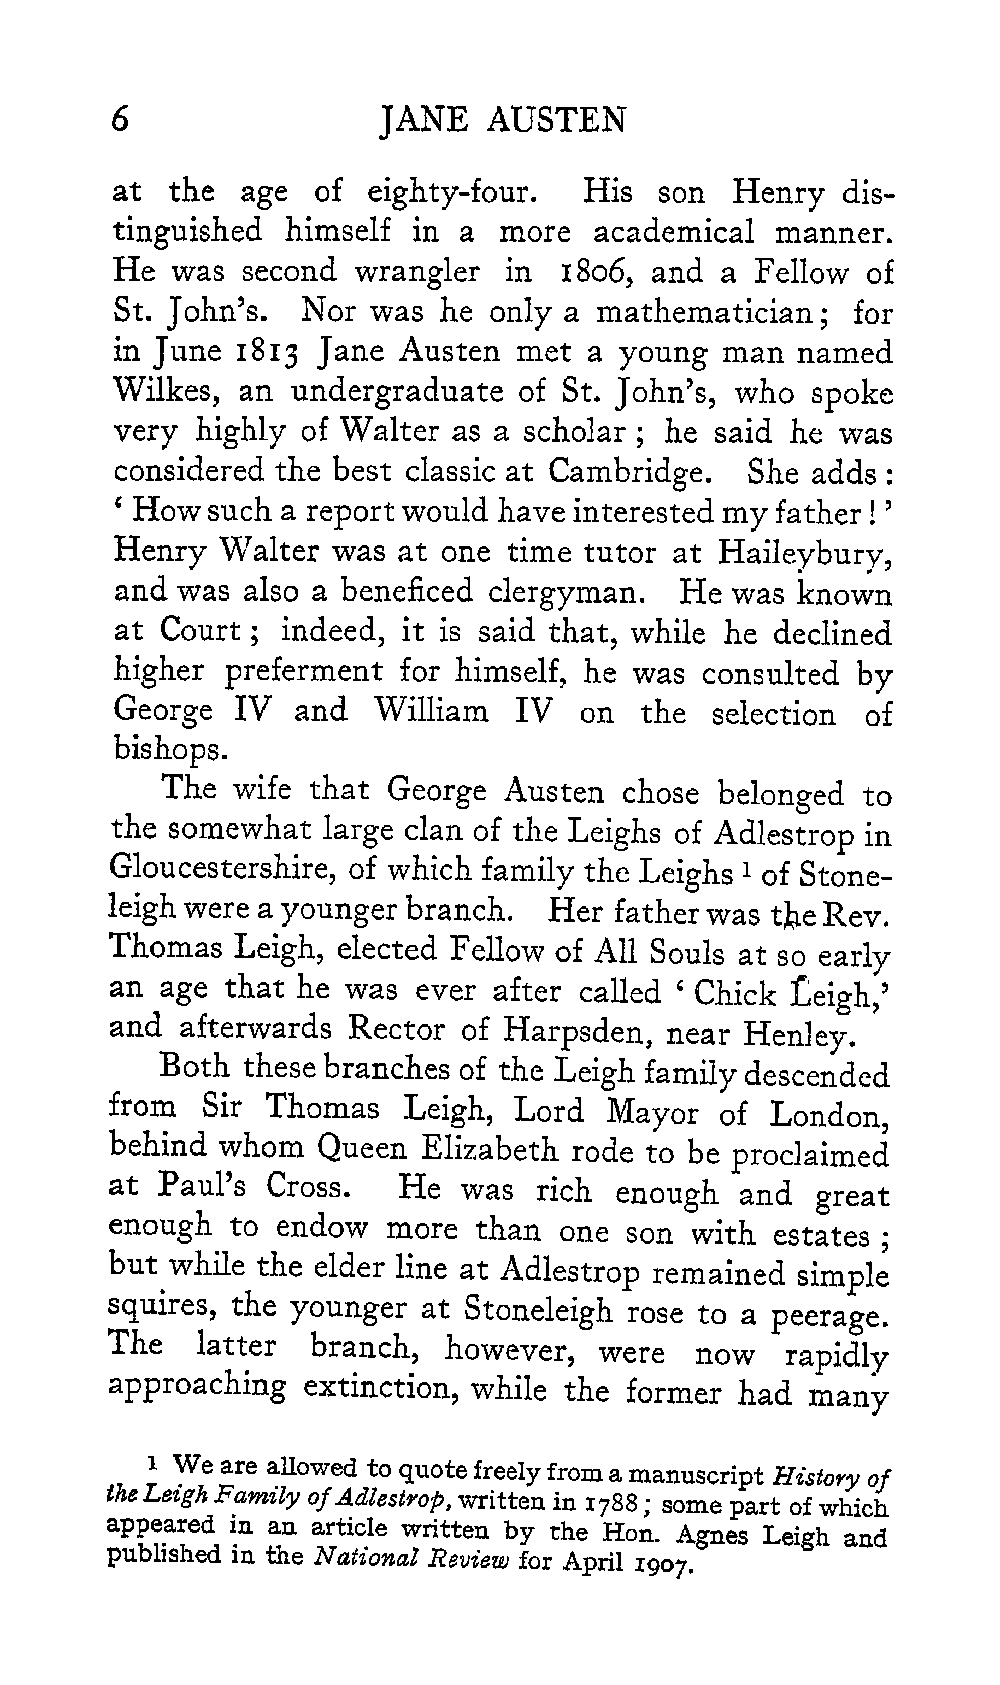 6 JANE AUSTEN
at the age of eighty-four. His son Henry dis-
tinguished himself in a more academical manner.
He was second wrangler in 1806, and a Fellow of
St. John's. Nor was he only a mathematician; for
in June 1813 Jane Austen met a young man named
Wilkes, an undergraduate of St. John's, who spoke
very highly of Walter as a scholar; he said he was
considered the best classic at Cambridge. She adds:
‘How such a report would have interested my father!’
Henry Walter was at one time tutor at Haileybury,
and was also a beneficed clergyman. He was known
at Court; indeed, it is said that, while he declined
higher preferment for himself, he was consulted by
George IV and William IV on the selection of
bishops.
The wife that George Austen chose belonged to
the somewhat large clan of the Leighs of Adlestrop in
Gloucestershire, of which family the Leighs ¹ of Stone-
leigh were a younger branch. Her father was the Rev.
Thomas Leigh, elected Fellow of All Souls at so early
an age that he was ever after called ‘Chick Leigh,’
and afterwards Rector of Harpsden, near Henley.
Both these branches of the Leigh family descended
from Sir Thomas Leigh, Lord Mayor of London,
behind whom Queen Elizabeth rode to be proclaimed
at Paul's Cross. He was rich enough and great
enough to endow more than one son with estates;
but while the elder line at Adlestrop remained simple
squires, the younger at Stoneleigh rose to a peerage.
The latter branch, however, were now rapidly
approaching extinction, while the former had many
¹ We are allowed to quote freely from a manuscript History of
the Leigh Family of Adlestrop, written in 1788; some part of which
appeared in an article written by the Hon. Agnes Leigh and
published in the National Review for April 1907.